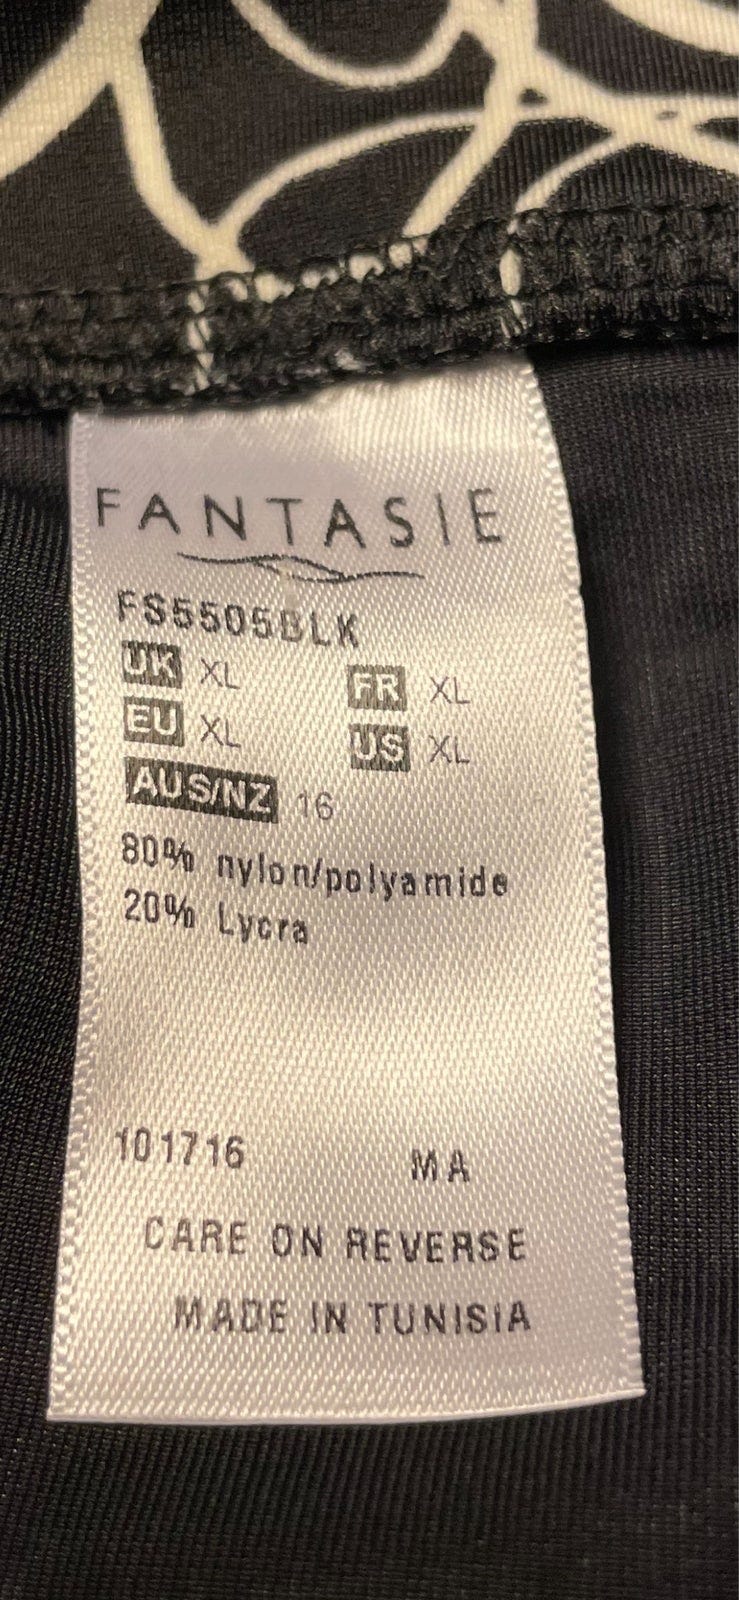 FANTASIE
FS5505BLK
UK XL FR XL
EU XL US XL
AUS/NZ 16
80% nylon/polyamide
20% Lycra
101716 MA
CARE ON REVERSE
MADE IN TUNISIA